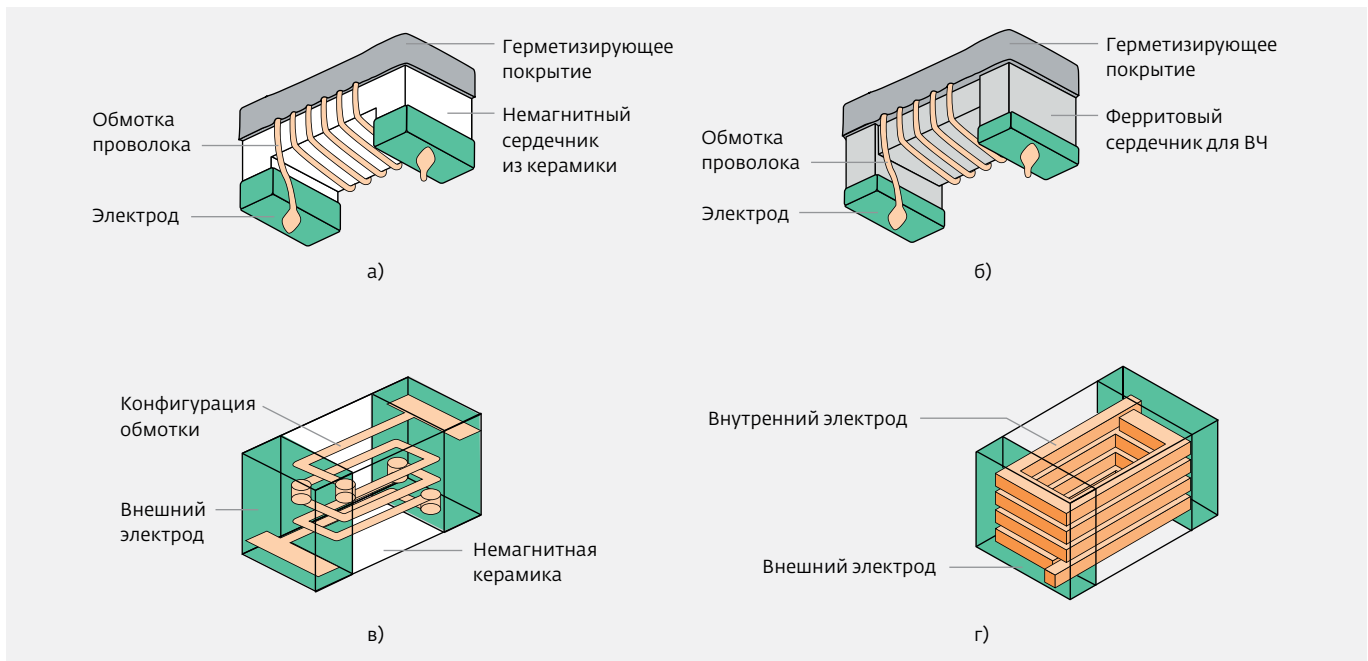 Герметизирующее
покрытие
Обмотка
проволока
Немагнитный
сердечник
из керамики
Электрод
а)
Герметизирующее
покрытие
Обмотка
проволока
Ферритовый
сердечник для ВЧ
Электрод
б)
Конфигурация
обмотки
Внешний
электрод
Немагнитная
керамика
в)
Внутренний электрод
Внешний электрод
г)